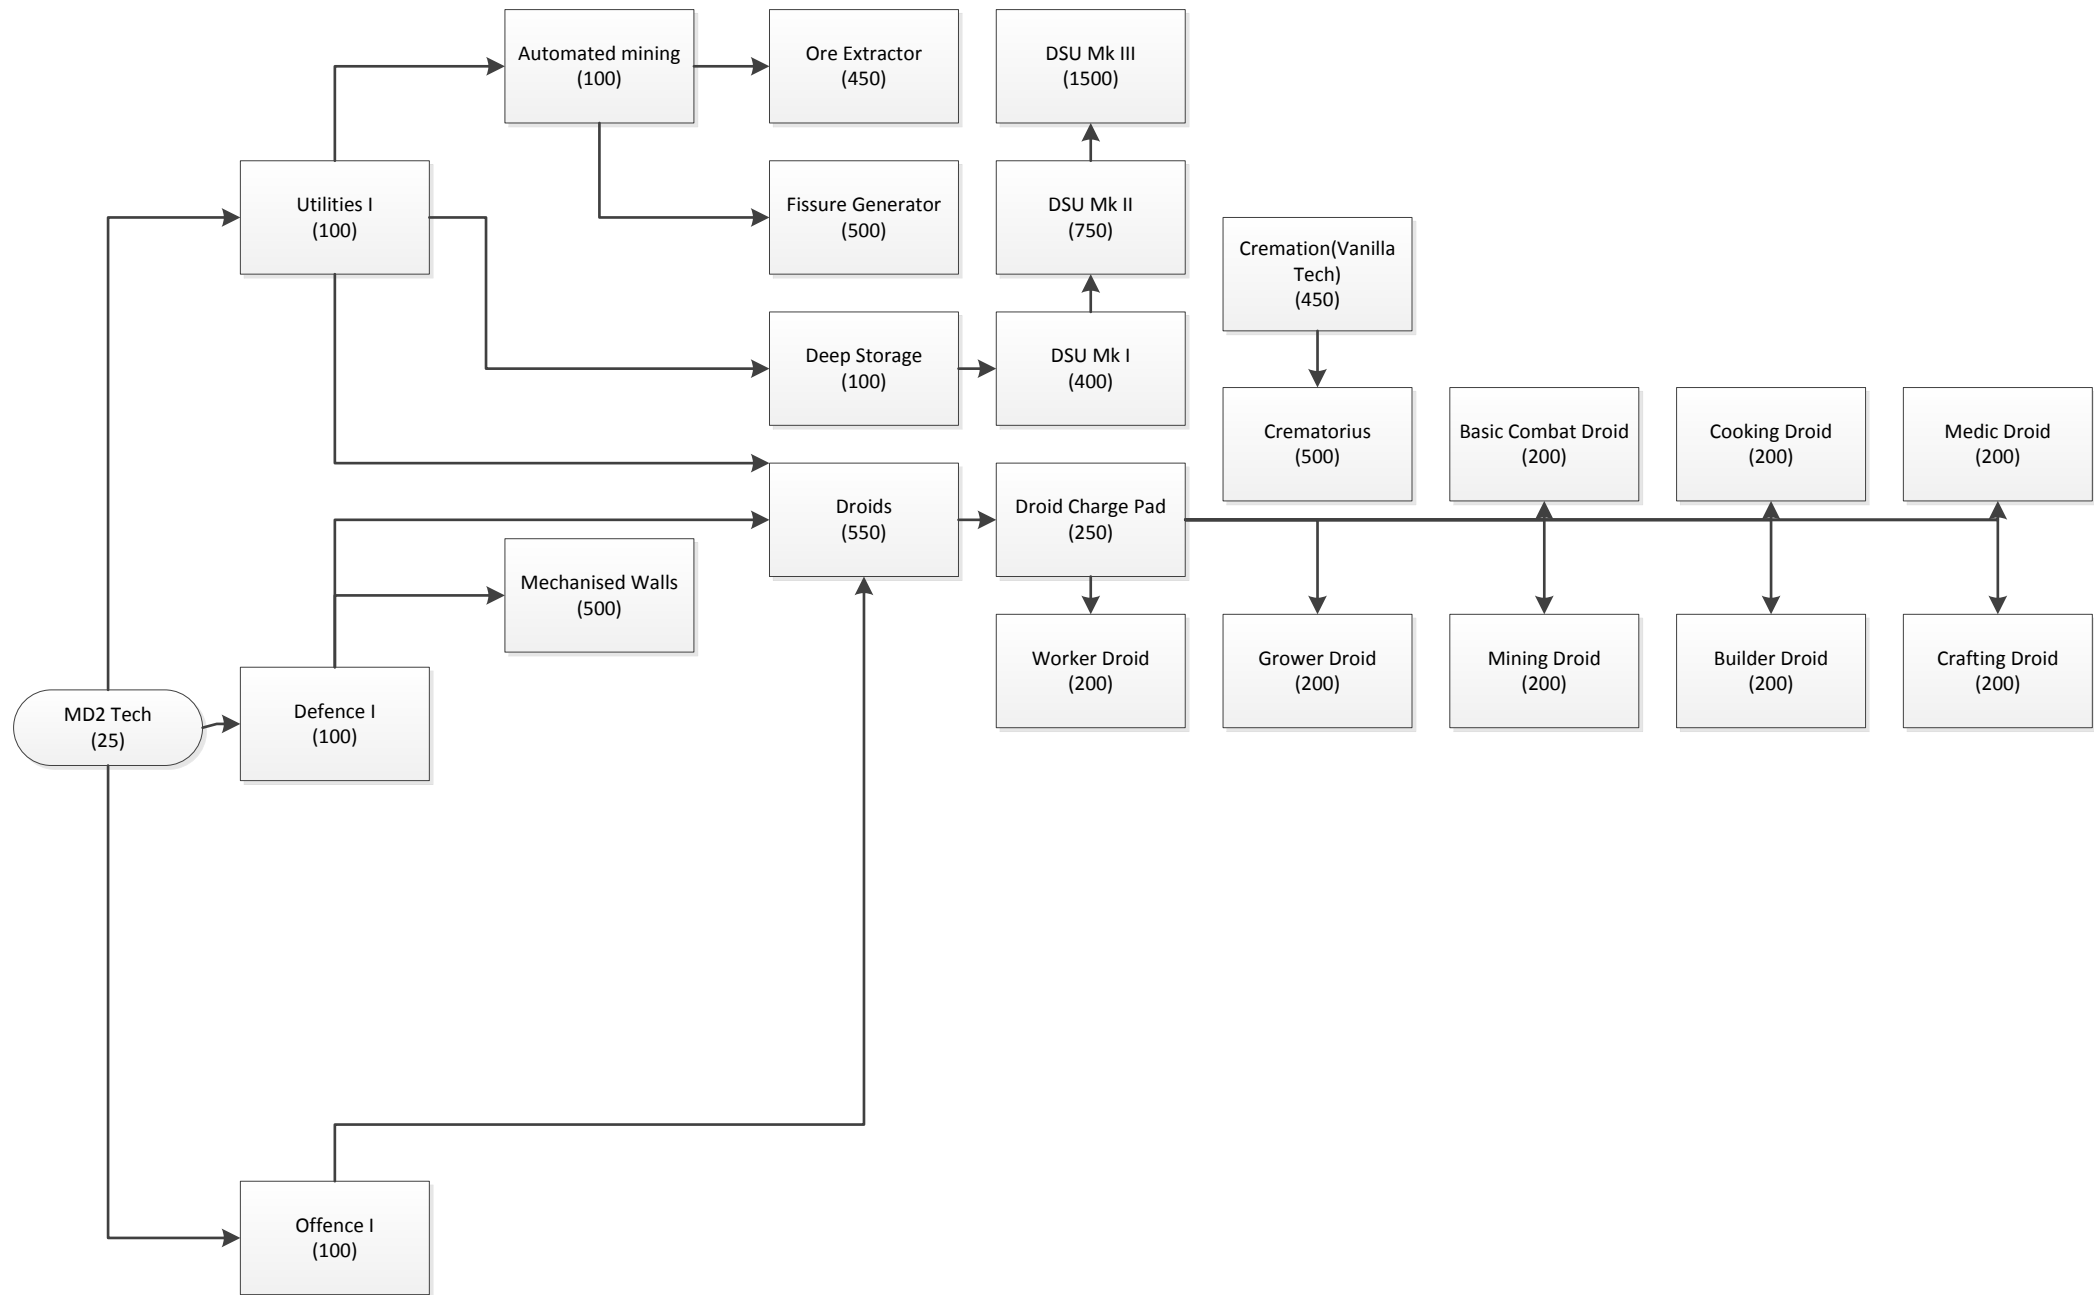 Automated mining
(100)
Ore Extractor
(450)
DSU Mk III
(1500)
Utilities I
(100)
Fissure Generator
(500)
DSU Mk II
(750)
Cremation(Vanilla
Tech)
(450)
Deep Storage
(100)
DSU Mk I
(400)
Crematorius
(500)
Basic Combat Droid
(200)
Cooking Droid
(200)
Medic Droid
(200)
Droids
(550)
Droid Charge Pad
(250)
Mechanised Walls
(500)
Worker Droid
(200)
Grower Droid
(200)
Mining Droid
(200)
Builder Droid
(200)
Crafting Droid
(200)
MD2 Tech
(25)
Defence I
(100)
Offence I
(100)